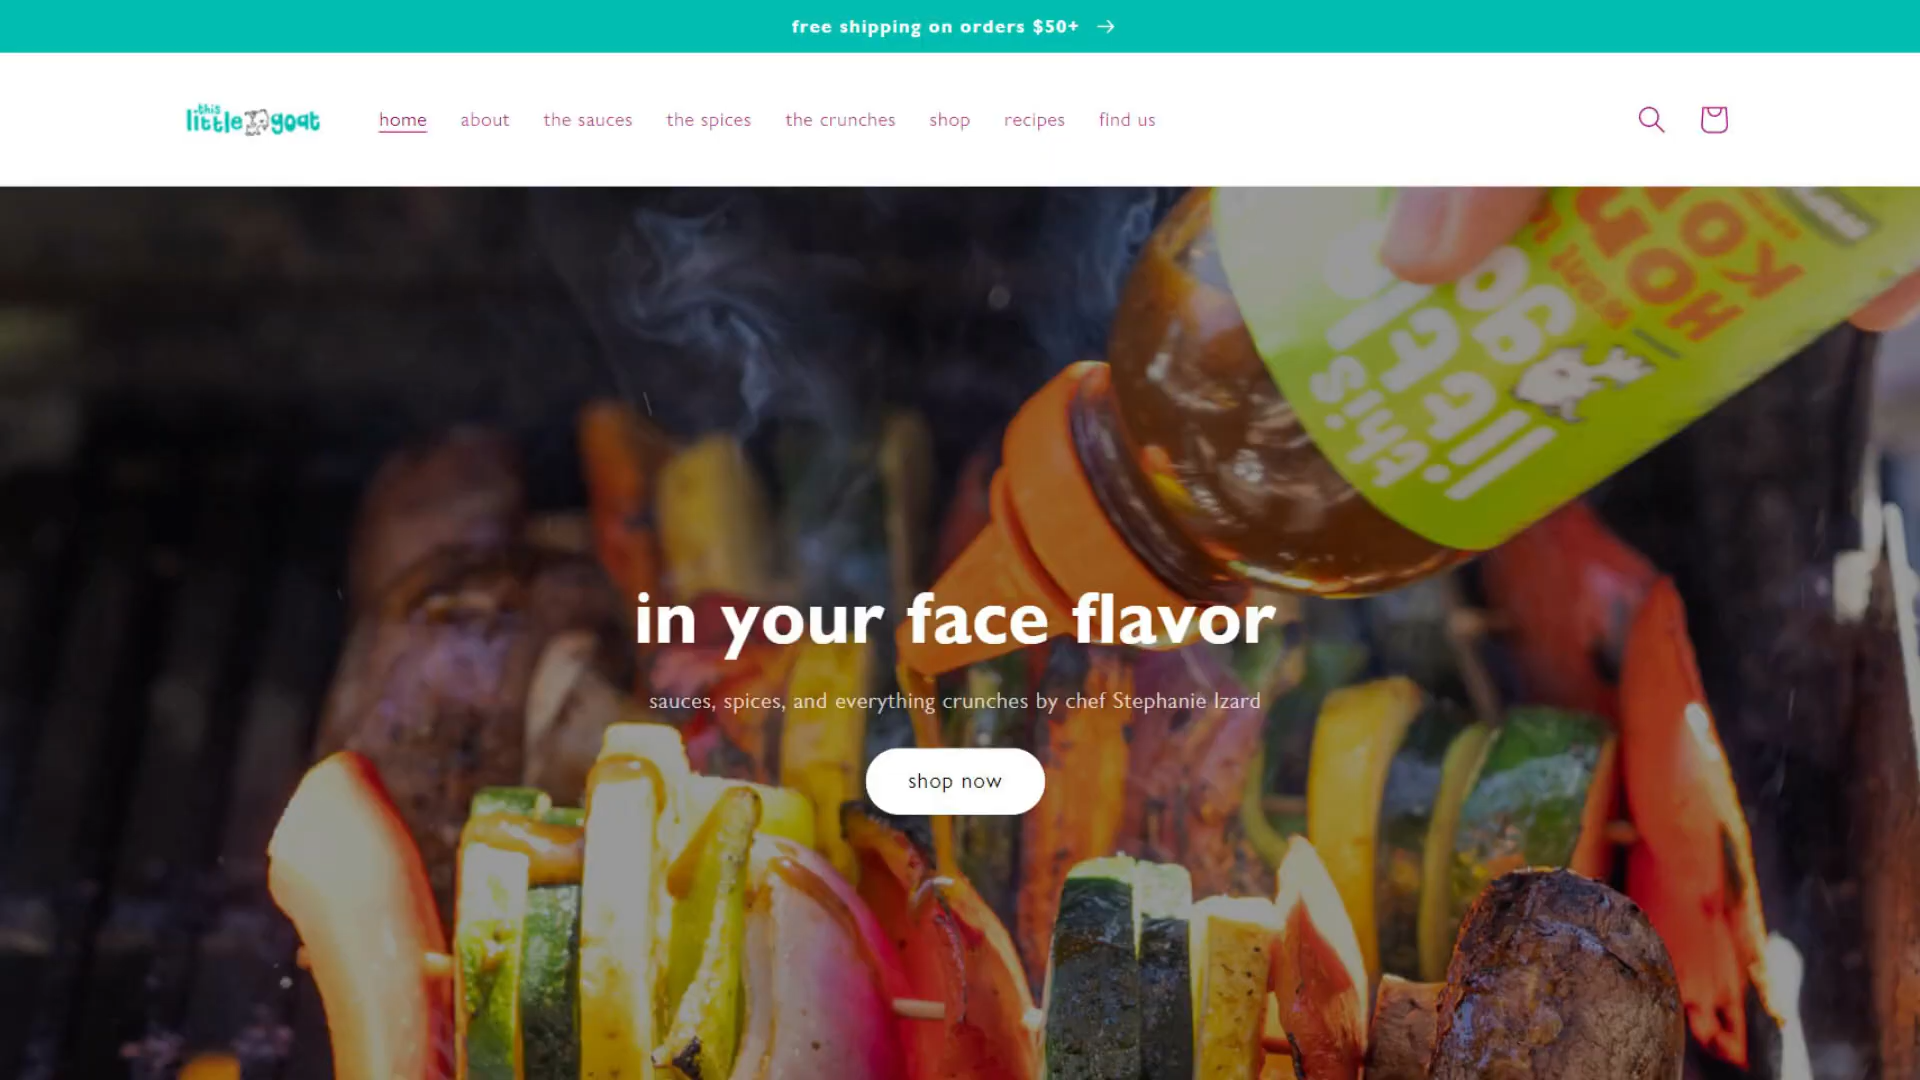 free shipping on orders $50+
this
little goat
home
about
the sauces
the spices
the crunches
shop
recipes
find us
this
little
goat
in your face flavor
sauces, spices, and everything crunches by chef Stephanie Izard
shop now